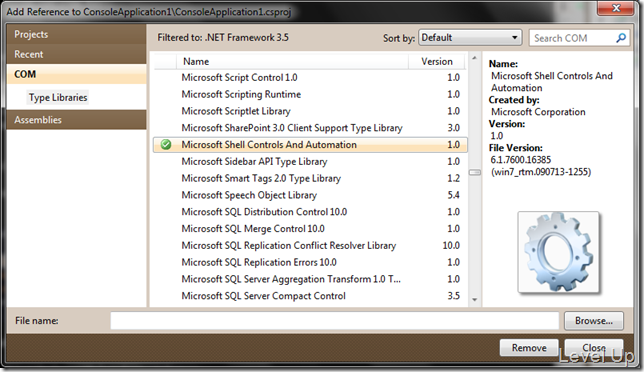 Add Reference to ConsoleApplication1\ConsoleApplication1.csproj
Projects
Recent
COM
Type Libraries
Assemblies
Filtered to: .NET Framework 3.5
Sort by: Default
Search COM
Name Version
Microsoft Script Control 1.0 1.0
Microsoft Scripting Runtime 1.0
Microsoft Scriptlet Library 1.0
Microsoft SharePoint 3.0 Client Support Type Library 3.0
Microsoft Shell Controls And Automation 1.0
Microsoft Sidebar API Type Library 1.0
Microsoft Smart Tags 2.0 Type Library 1.2
Microsoft Speech Object Library 5.4
Microsoft SQL Distribution Control 10.0 1.0
Microsoft SQL Merge Control 10.0 1.0
Microsoft SQL Replication Conflict Resolver Library 10.0
Microsoft SQL Replication Errors 10.0 1.0
Microsoft SQL Server Aggregation Transform 1.0 T... 1.0
Microsoft SQL Server Compact Control 3.5
Name:
Microsoft Shell Controls And
Automation
Created by:
Microsoft Corporation
Version:
1.0
File Version:
6.1.7600.16385
(win7_rtm.090713-1255)
File name:
Browse...
Remove
Close
Level Up